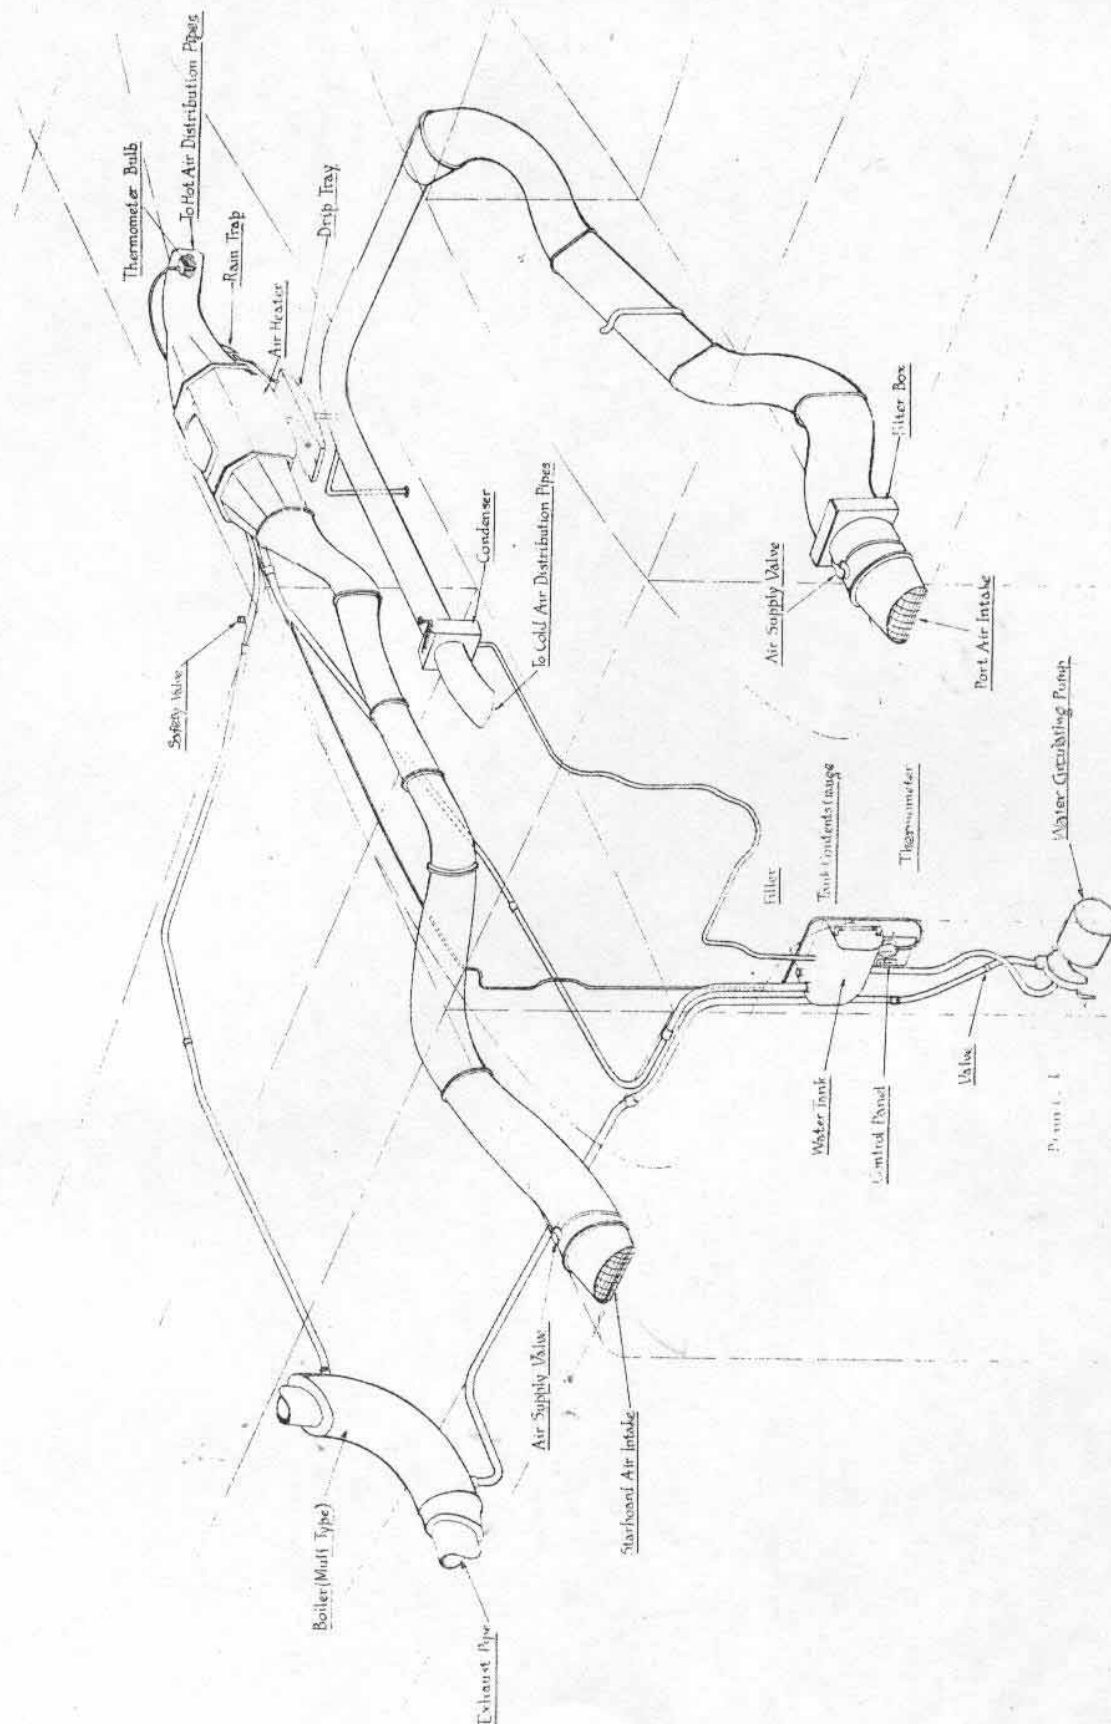 Thermometer Bulb
To Hot Air Distribution Pipes
Rain Trap
Air Heater
Drip Tray
Safety Valve
Condenser
To Cold Air Distribution Pipes
Filter Box
Air Supply Valve
Port Air Intake
Filler
Tank Contents Gauge
Thermometer
Water Circulating Pump
Water Tank
Control Panel
Valve
Air Supply Valve
Starboard Air Intake
Boiler (Muff Type)
Exhaust Pipe